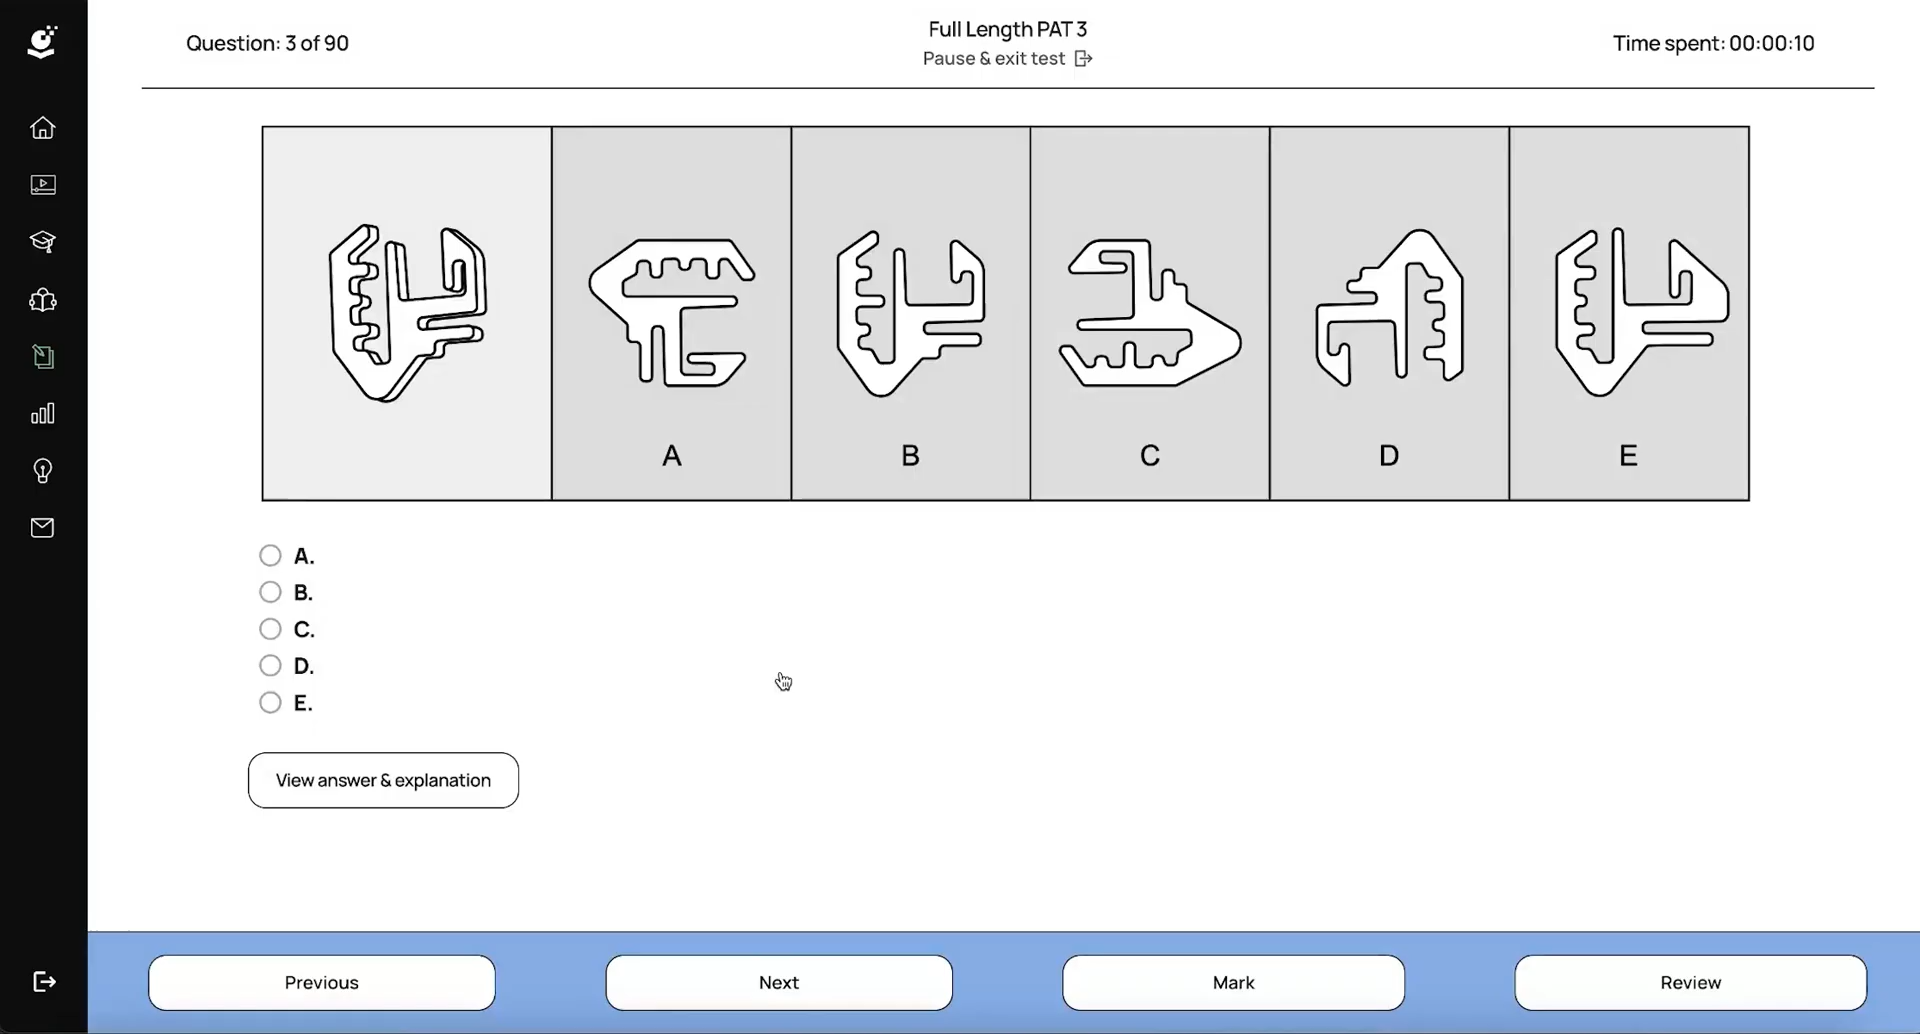 Question: 3 of 90
Full Length PAT 3
Pause & exit test
Time spent: 00:00:10
A
B
C
D
E
A.
B.
C.
D.
E.
View answer & explanation
Previous
Next
Mark
Review